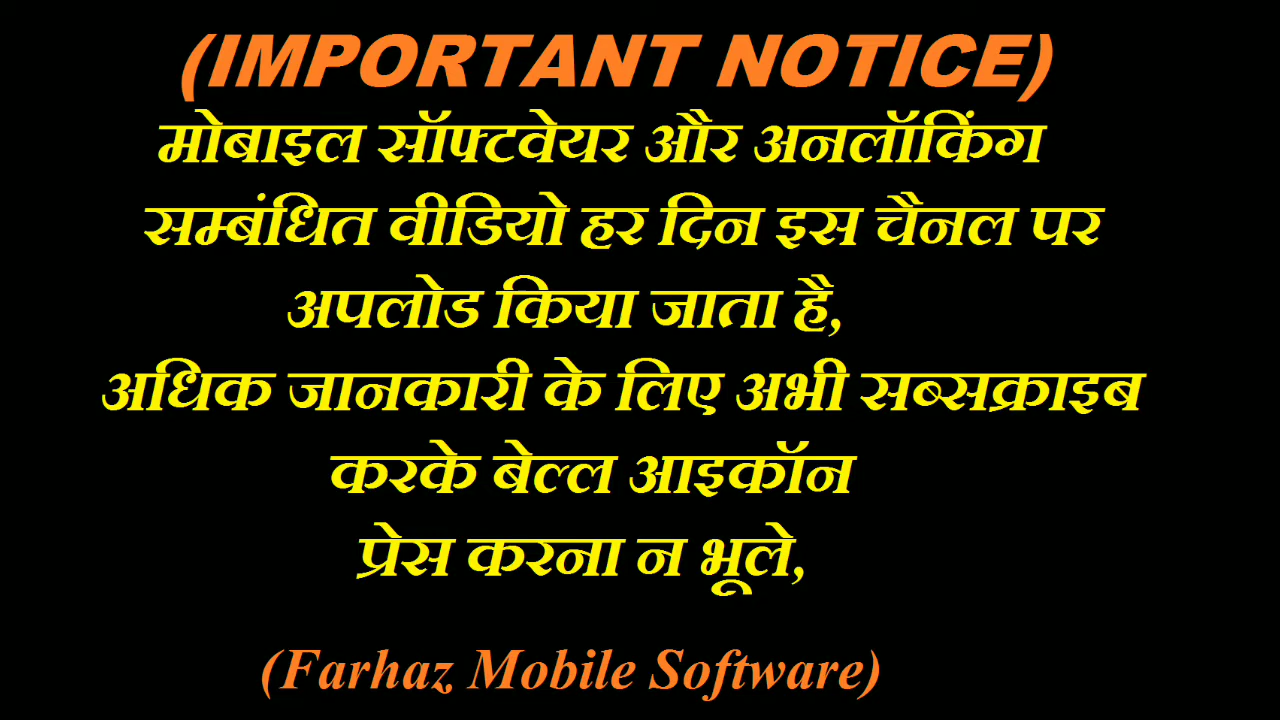 (IMPORTANT NOTICE)
मोबाइल सॉफ्टवेयर और अनलॉकिंग
सम्बंधित वीडियो हर दिन इस चैनल पर
अपलोड किया जाता है,
अधिक जानकारी के लिए अभी सब्सक्राइब
करके बेल्ल आइकॉन
प्रेस करना न भूले,
(Farhaz Mobile Software)